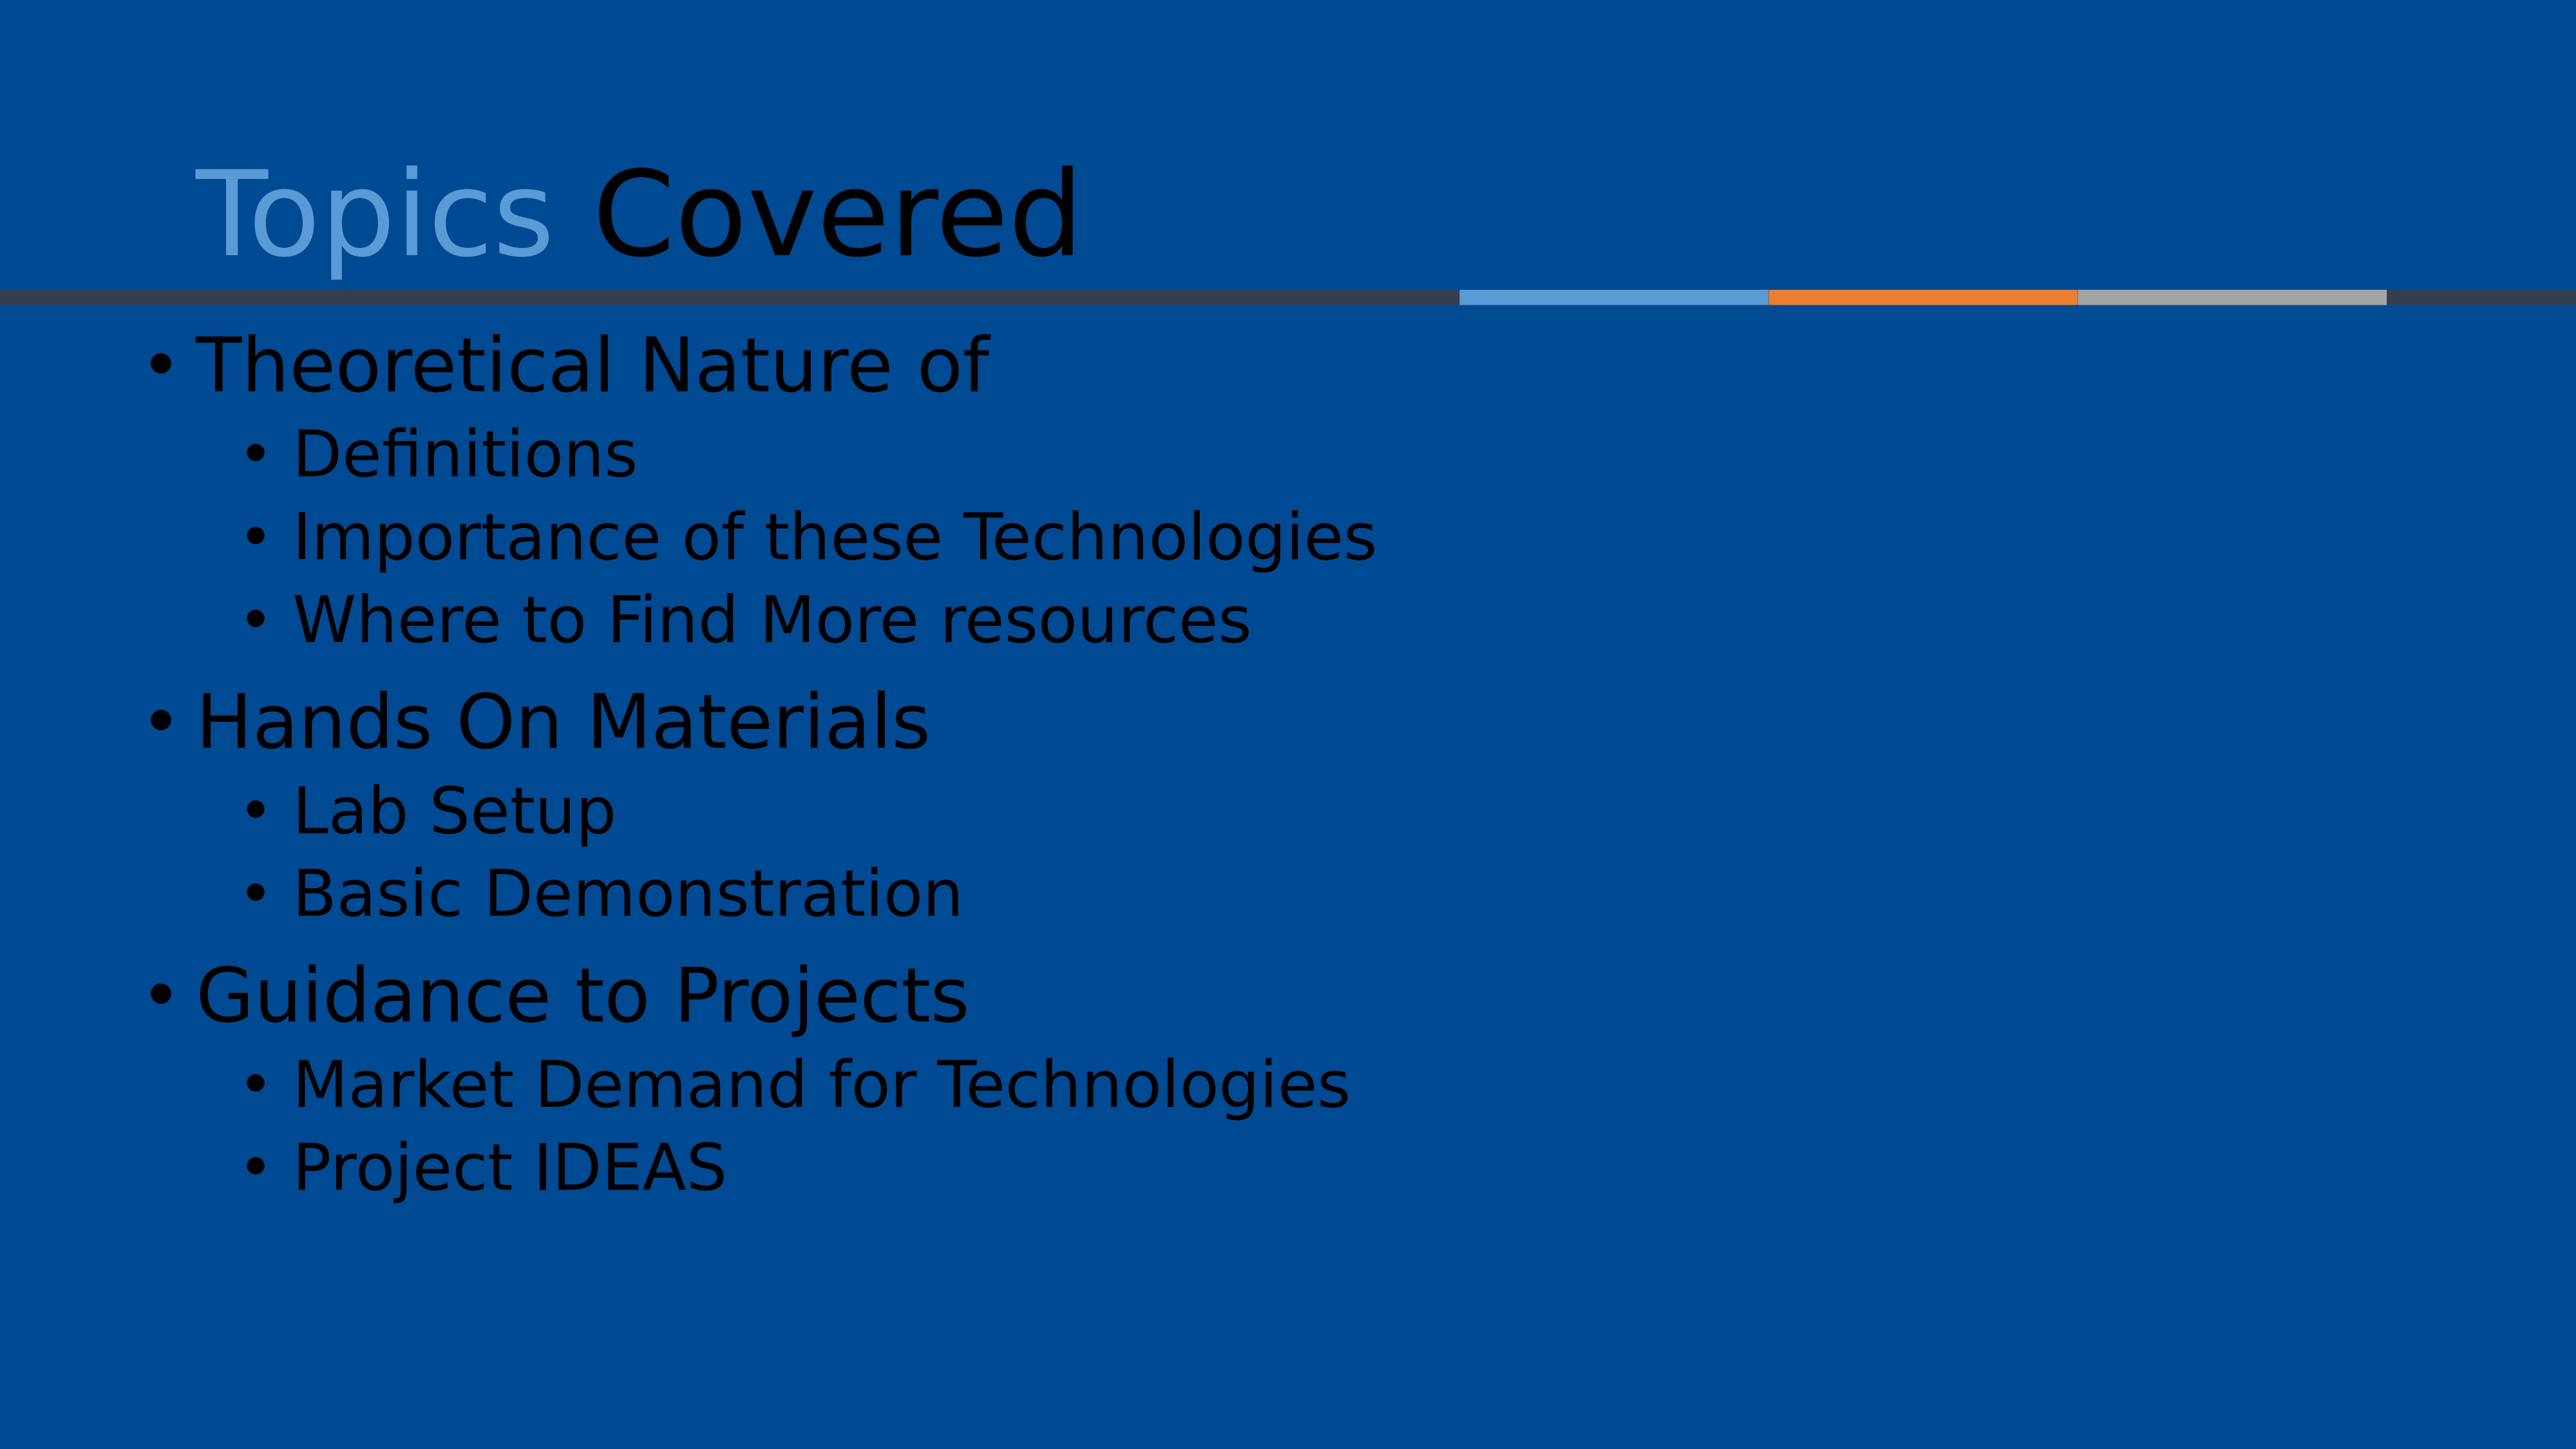 Topics Covered
• Theoretical Nature of
• Definitions
• Importance of these Technologies
• Where to Find More resources
• Hands On Materials
• Lab Setup
• Basic Demonstration
• Guidance to Projects
• Market Demand for Technologies
• Project IDEAS